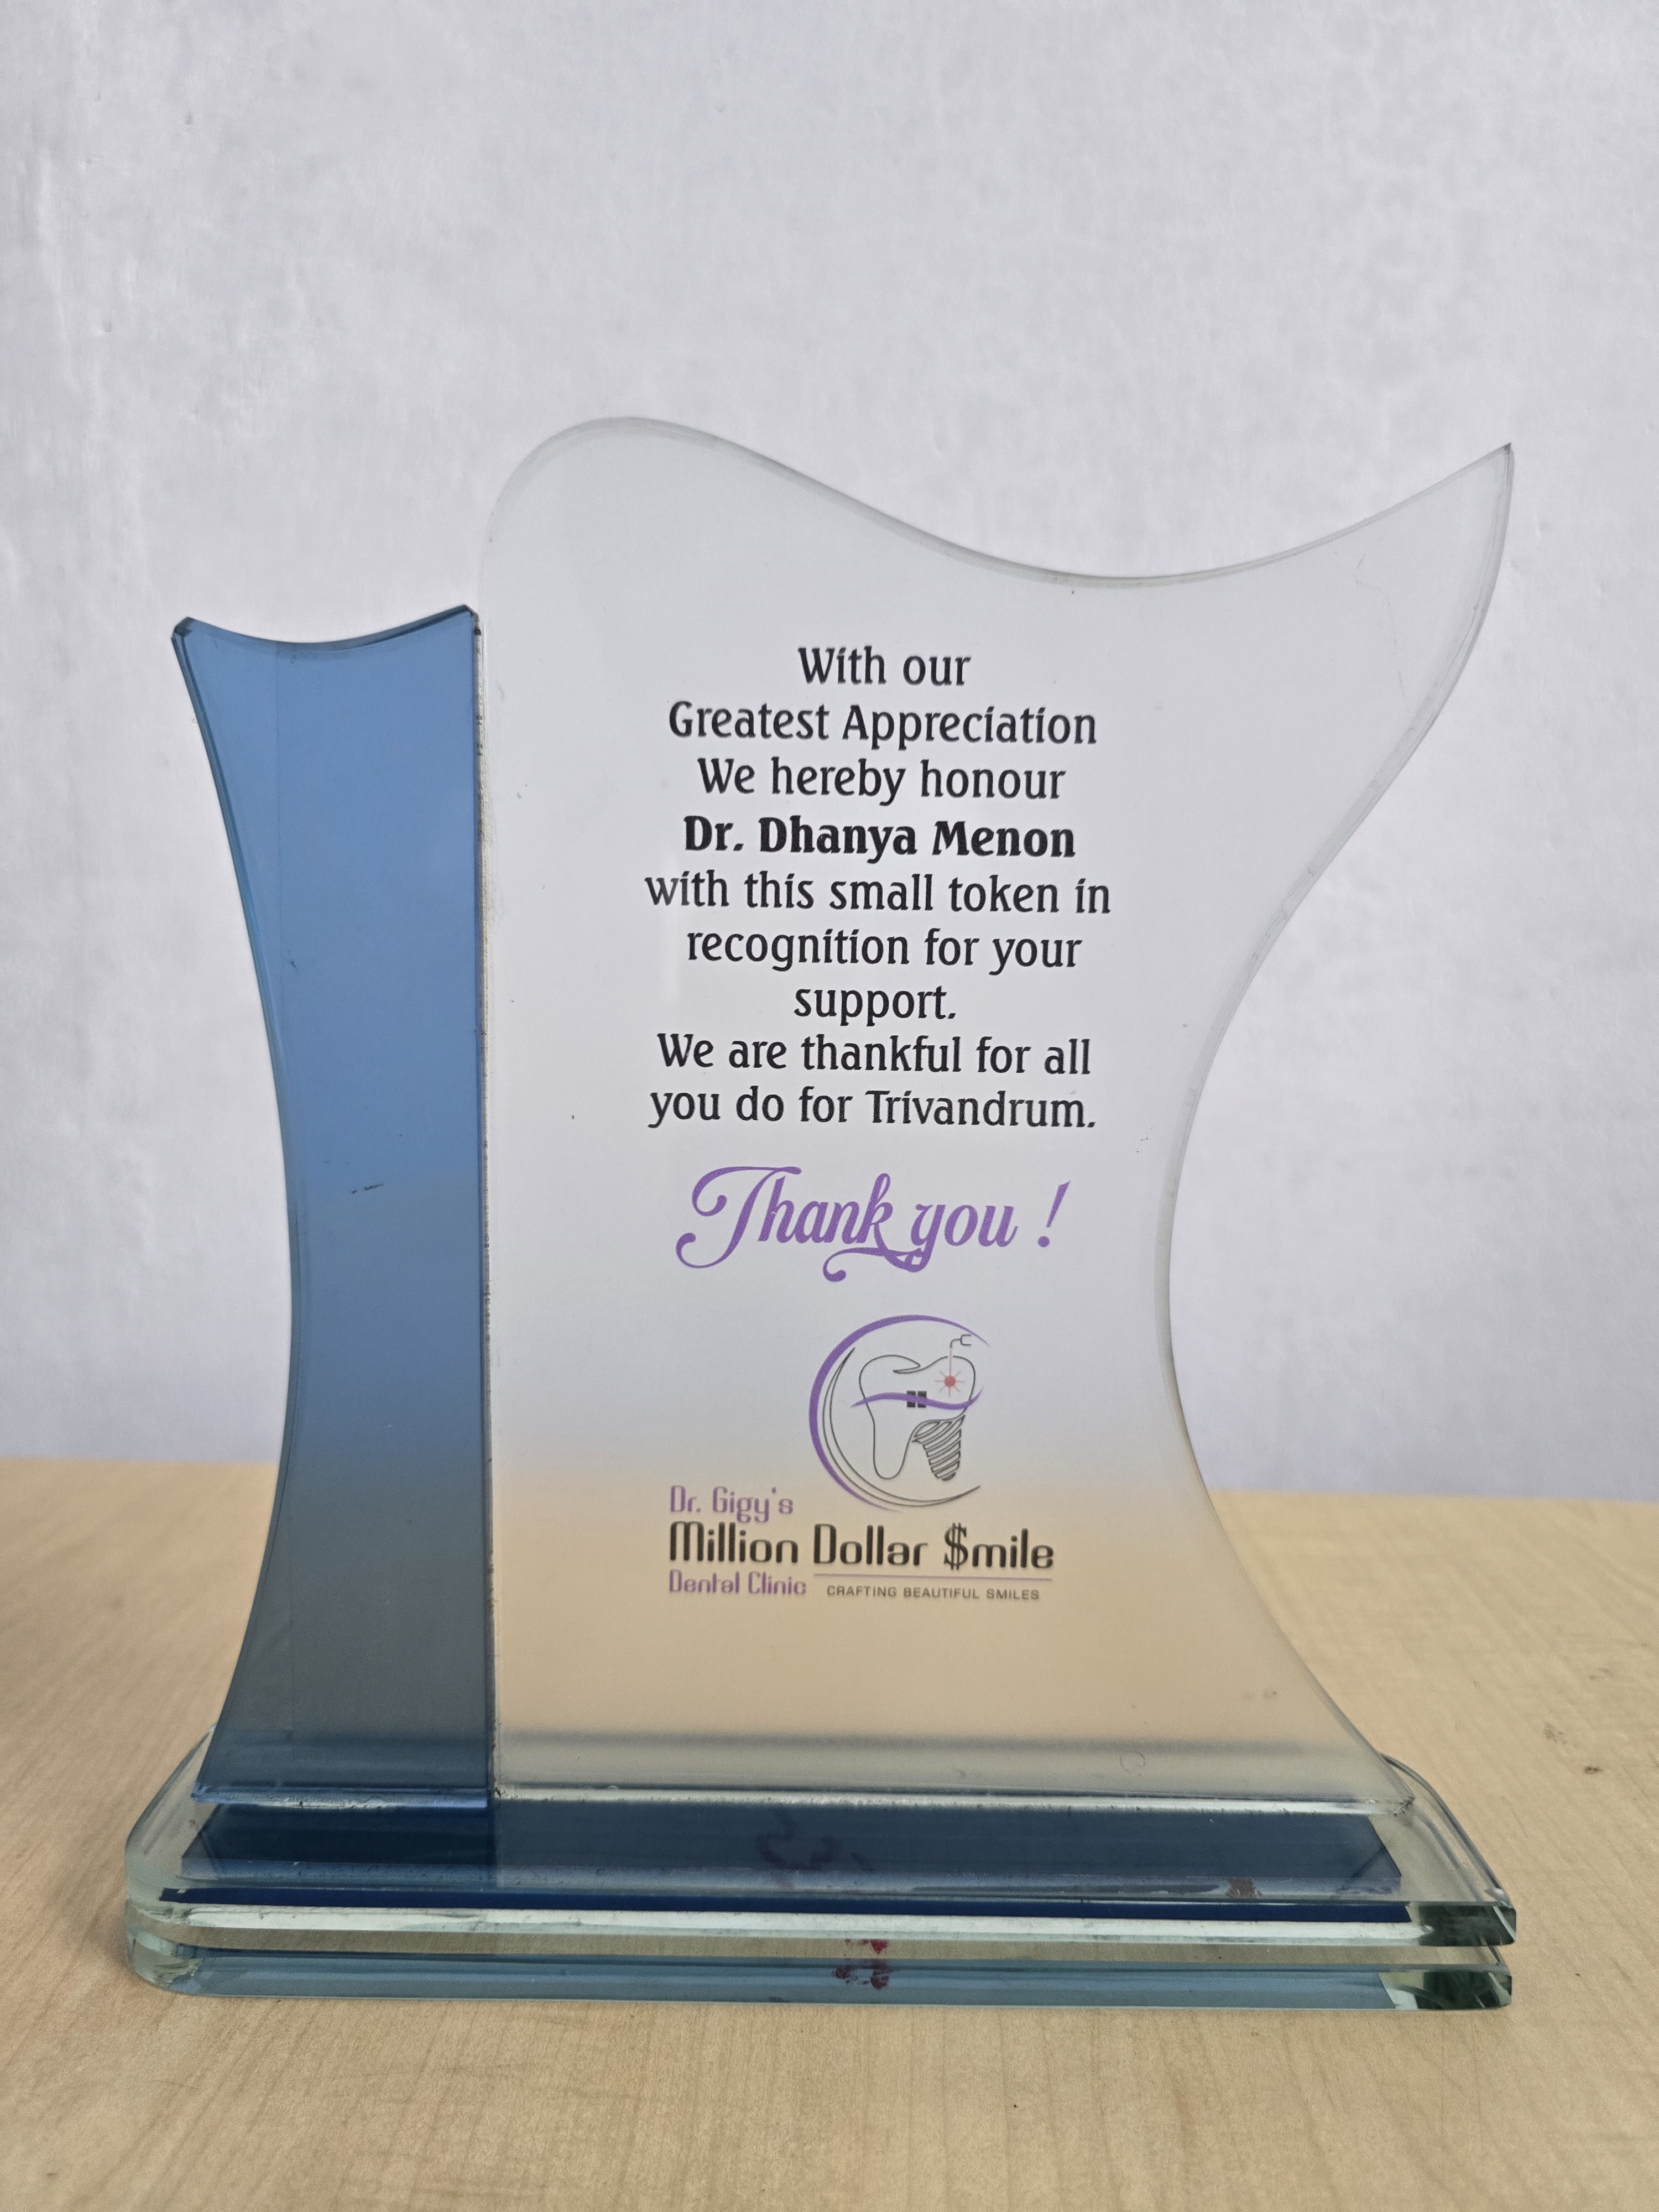 With our
Greatest Appreciation
We hereby honour
Dr. Dhanya Menon
with this small token in
recognition for your
support.
We are thankful for all
you do for Trivandrum.
Thank you !
Dr. Gigy's
Million Dollar $mile
Dental Clinic CRAFTING BEAUTIFUL SMILES